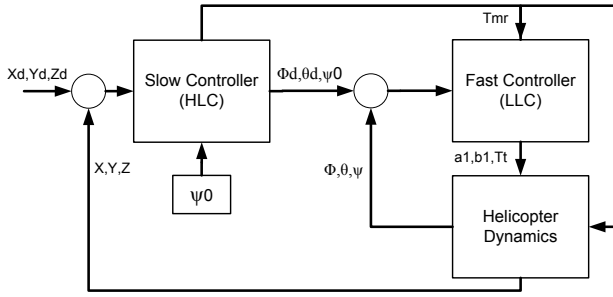 Tmr
Xd,Yd,Zd
Slow Controller
(HLC)
Φd,θd,ψ0
Fast Controller
(LLC)
X,Y,Z
ψ0
Φ,θ,ψ
a1,b1,Tt
Helicopter
Dynamics